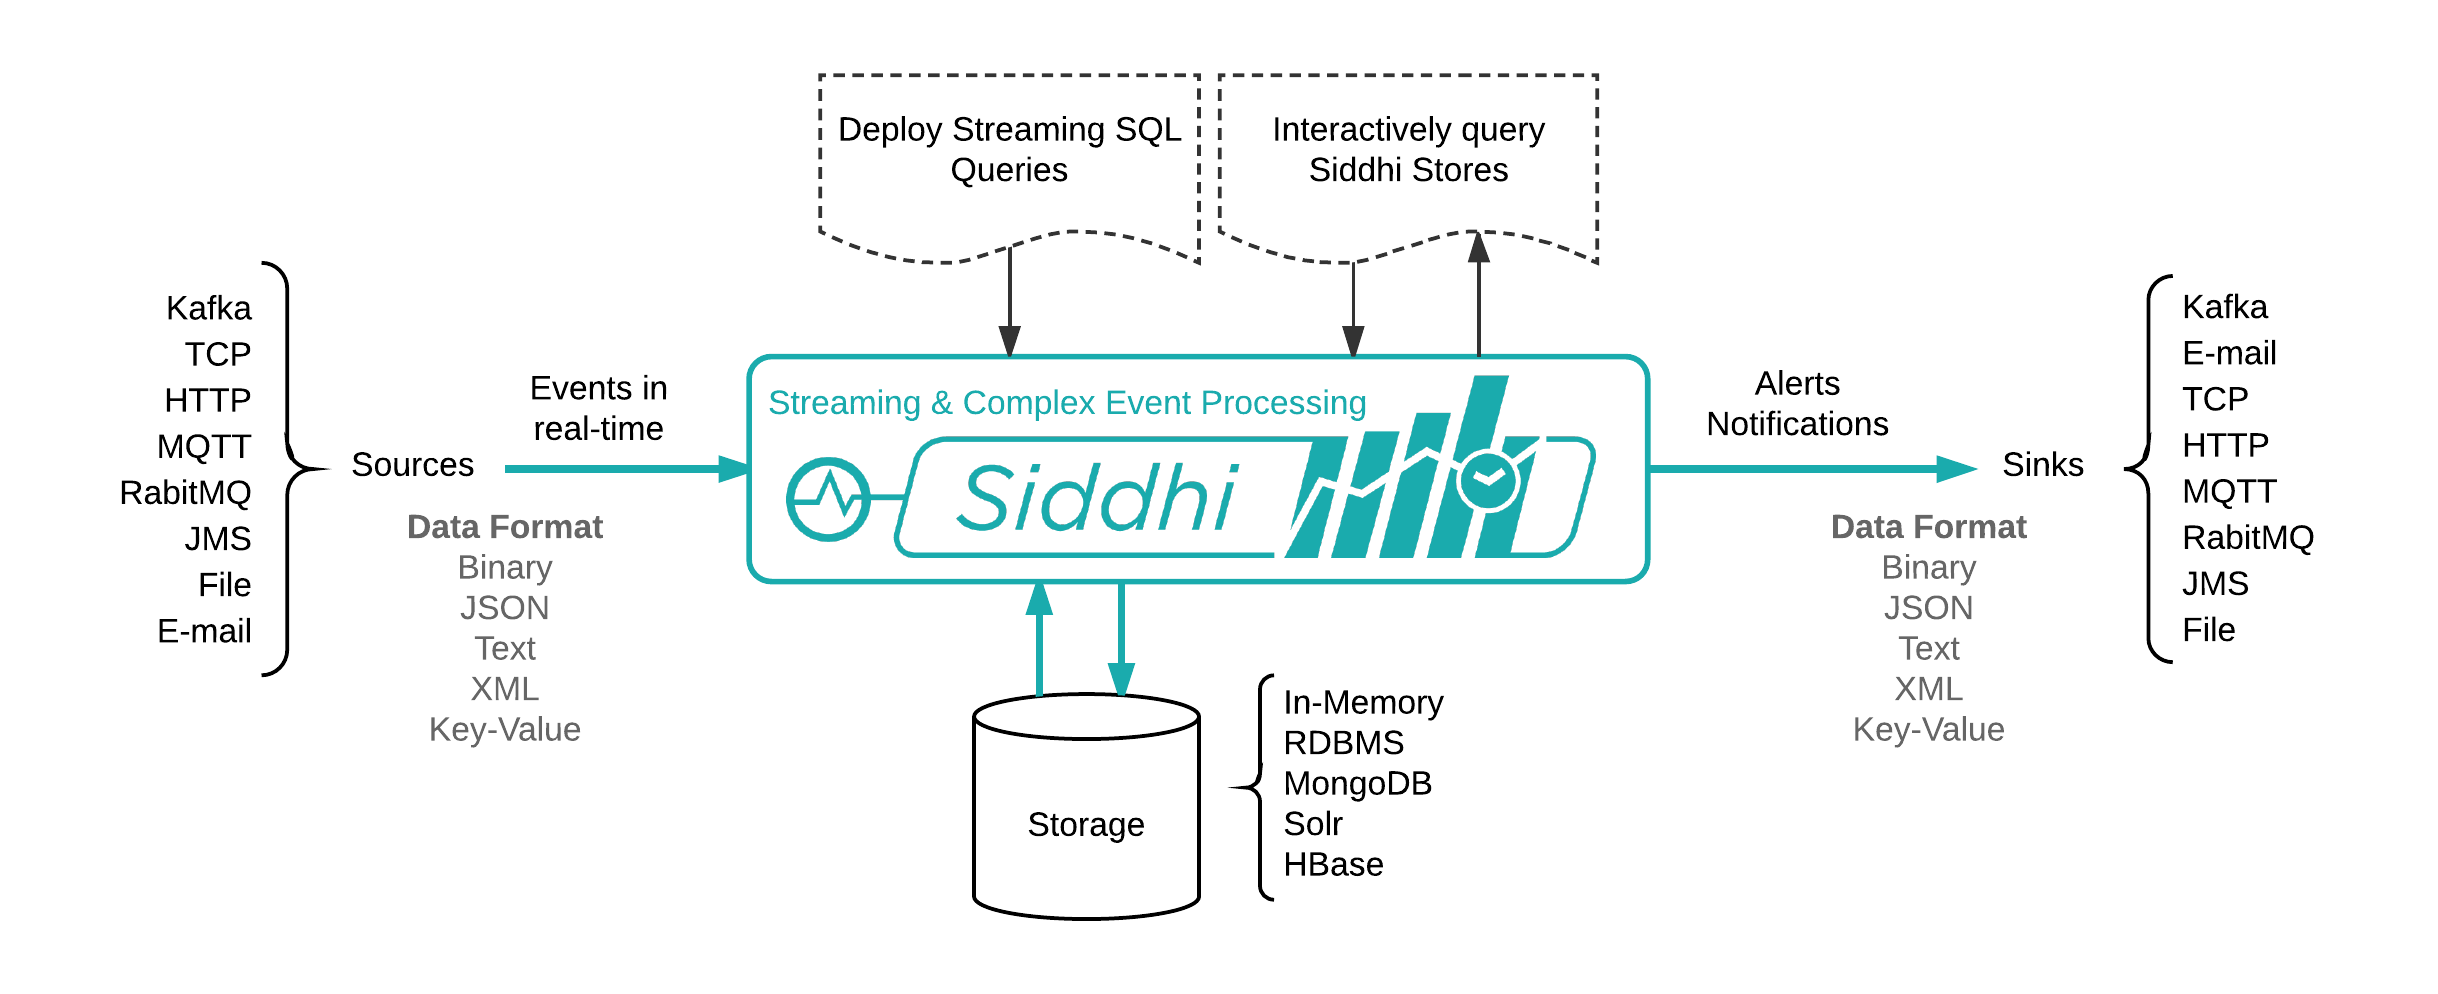 Deploy Streaming SQL
Queries
Interactively query
Siddhi Stores
Kafka
TCP
HTTP
MQTT
RabitMQ
JMS
File
E-mail
Sources
Events in
real-time
Data Format
Binary
JSON
Text
XML
Key-Value
Streaming & Complex Event Processing
Siddhi
Storage
In-Memory
RDBMS
MongoDB
Solr
HBase
Alerts
Notifications
Sinks
Data Format
Binary
JSON
Text
XML
Key-Value
Kafka
E-mail
TCP
HTTP
MQTT
RabitMQ
JMS
File